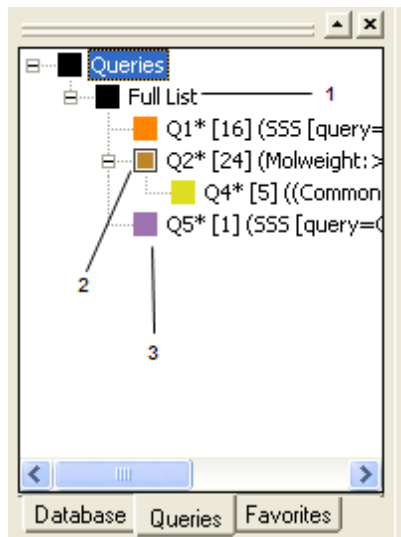 Queries
Full List 1
Q1* [16] (SSS [query=
Q2* [24] (Molweight: >
Q4* [5] ((Common
Q5* [1] (SSS [query=
2
3
Database Queries Favorites